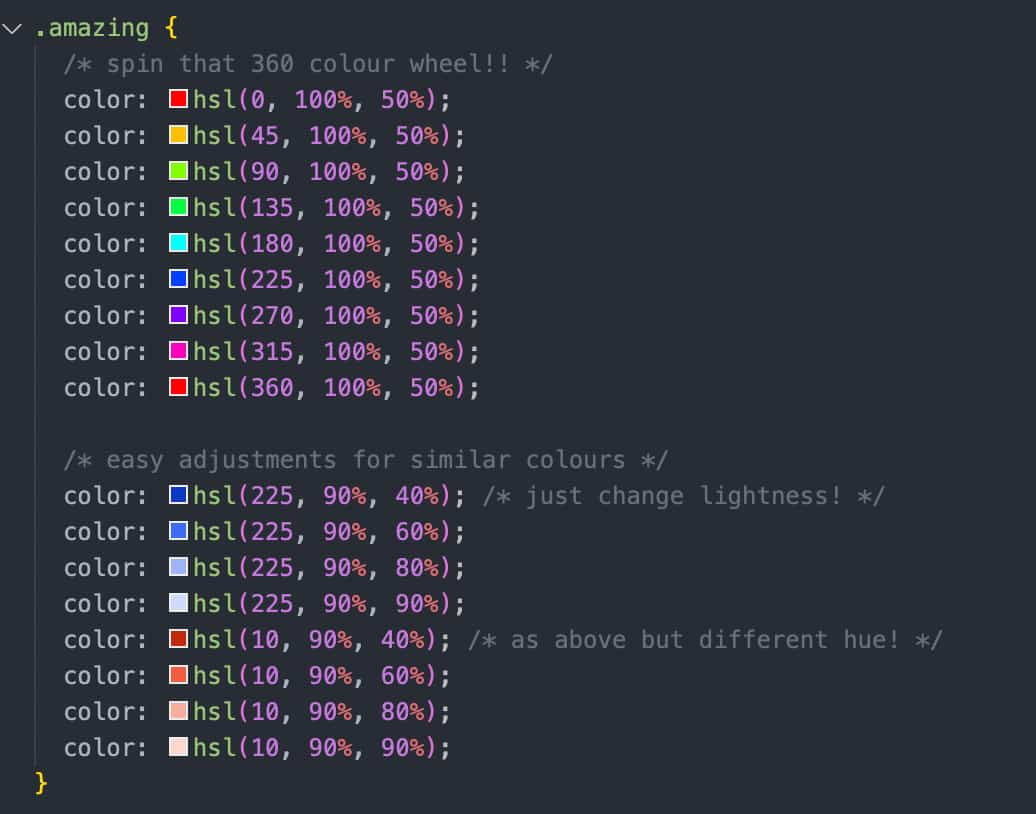 .amazing {
/* spin that 360 colour wheel!! */
color: hsl(0, 100%, 50%);
color: hsl(45, 100%, 50%);
color: hsl(90, 100%, 50%);
color: hsl(135, 100%, 50%);
color: hsl(180, 100%, 50%);
color: hsl(225, 100%, 50%);
color: hsl(270, 100%, 50%);
color: hsl(315, 100%, 50%);
color: hsl(360, 100%, 50%);
/* easy adjustments for similar colours */
color: hsl(225, 90%, 40%); /* just change lightness! */
color: hsl(225, 90%, 60%);
color: hsl(225, 90%, 80%);
color: hsl(225, 90%, 90%);
color: hsl(10, 90%, 40%); /* as above but different hue! */
color: hsl(10, 90%, 60%);
color: hsl(10, 90%, 80%);
color: hsl(10, 90%, 90%);
}